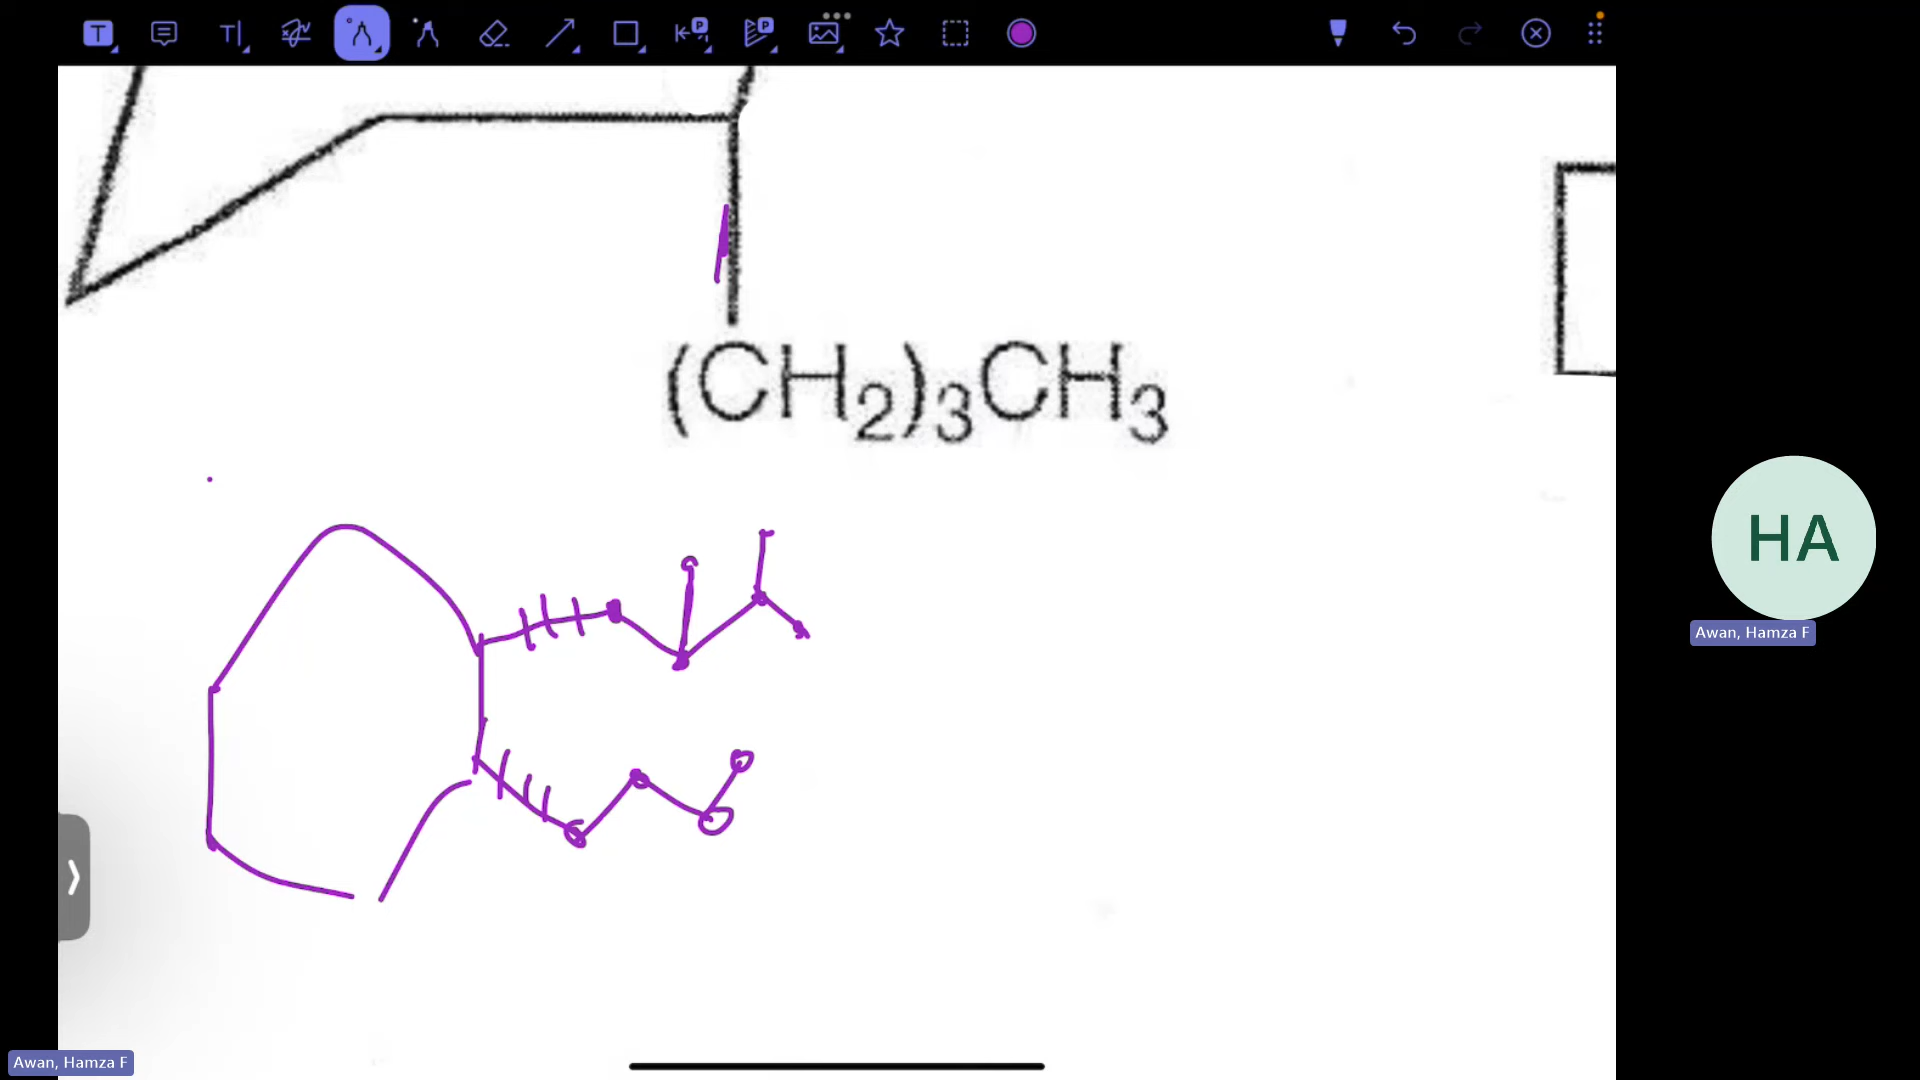 T T P P
(CH₂)₃CH₃
HA
Awan, Hamza F
Awan, Hamza F